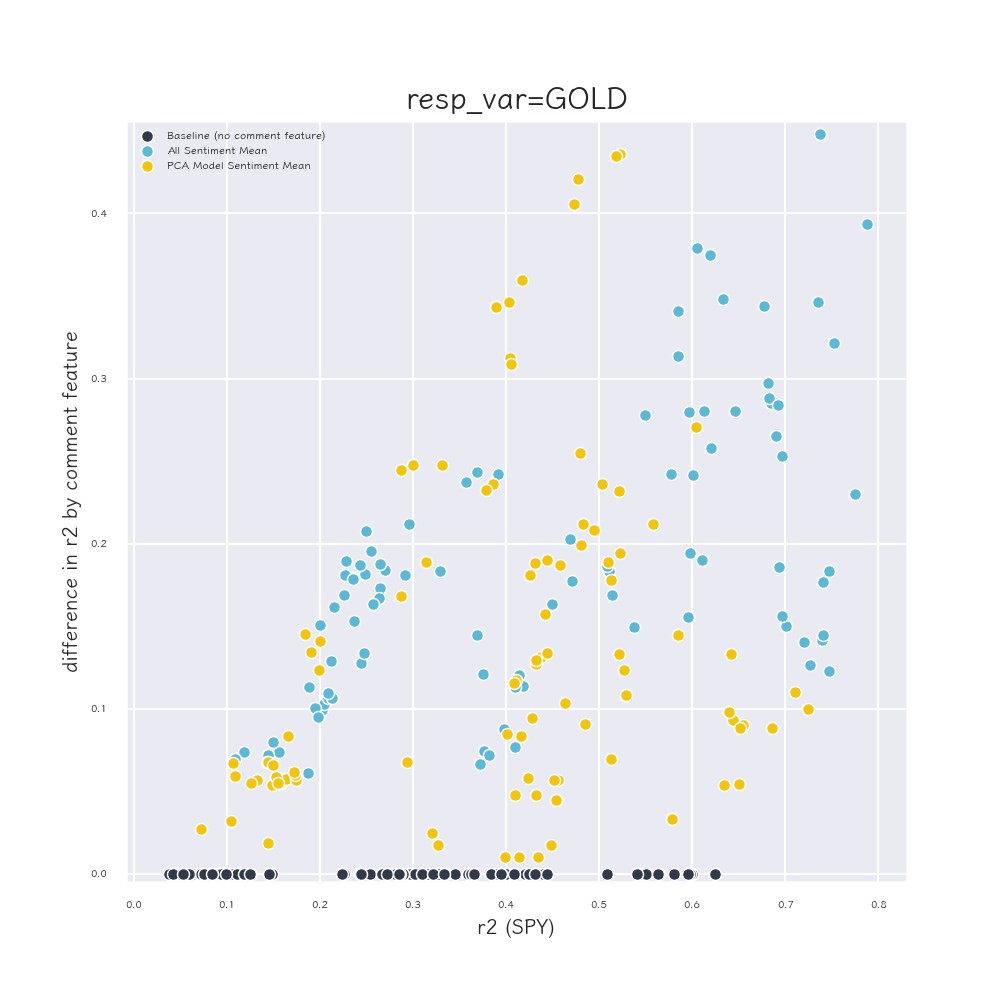 resp_var=GOLD
Baseline (no comment feature)
All Sentiment Mean
PCA Model Sentiment Mean
difference in r2 by comment feature
0.4
0.3
0.2
0.1
0.0
0.0 0.1 0.2 0.3 0.4 0.5 0.6 0.7 0.8
r2 (SPY)